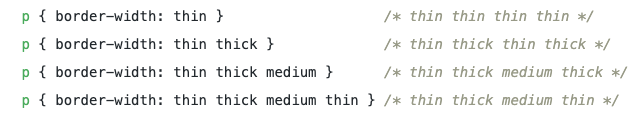 p { border-width: thin }                   /* thin thin thin thin */
p { border-width: thin thick }             /* thin thick thin thick */
p { border-width: thin thick medium }      /* thin thick medium thick */
p { border-width: thin thick medium thin } /* thin thick medium thin */